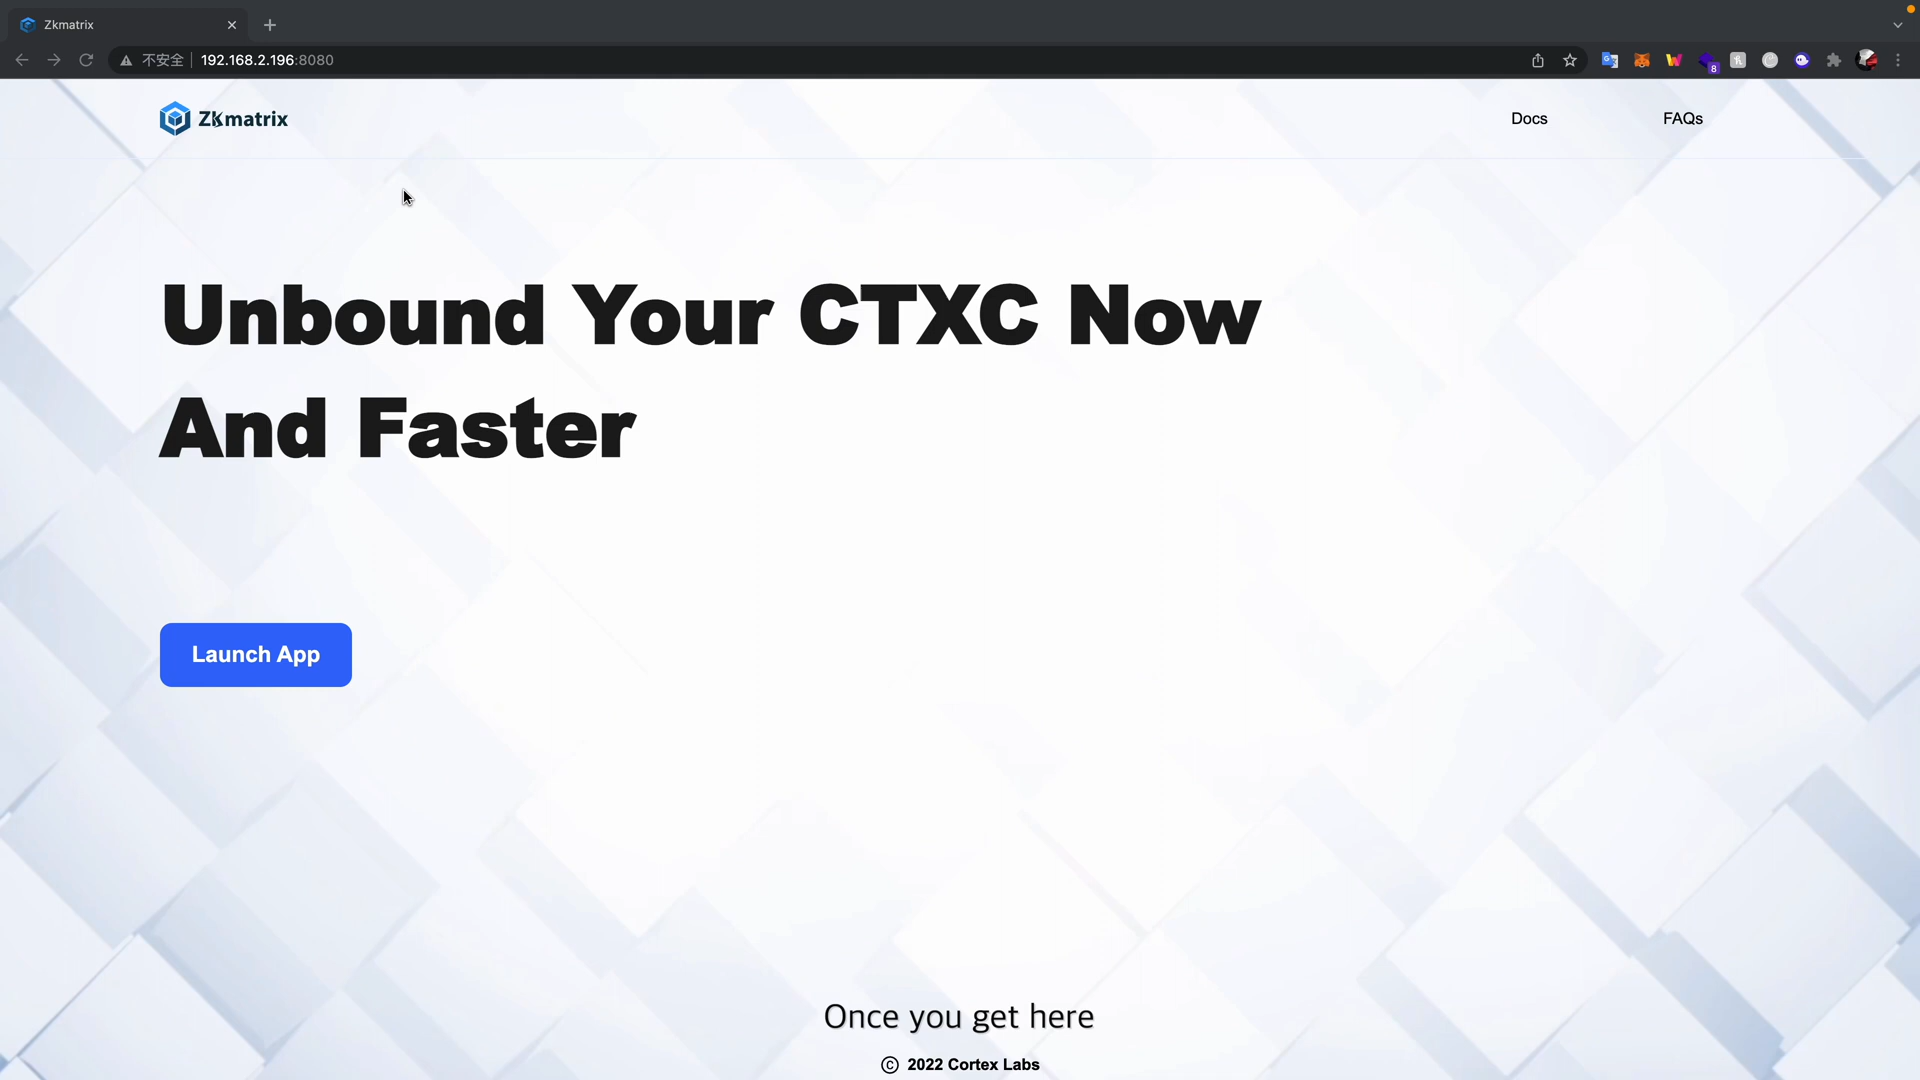 Zkmatrix
不安全
192.168.2.196:8080
8
Zkmatrix
Docs
FAQs
Unbound Your CTXC Now
And Faster
Launch App
Once you get here
© 2022 Cortex Labs